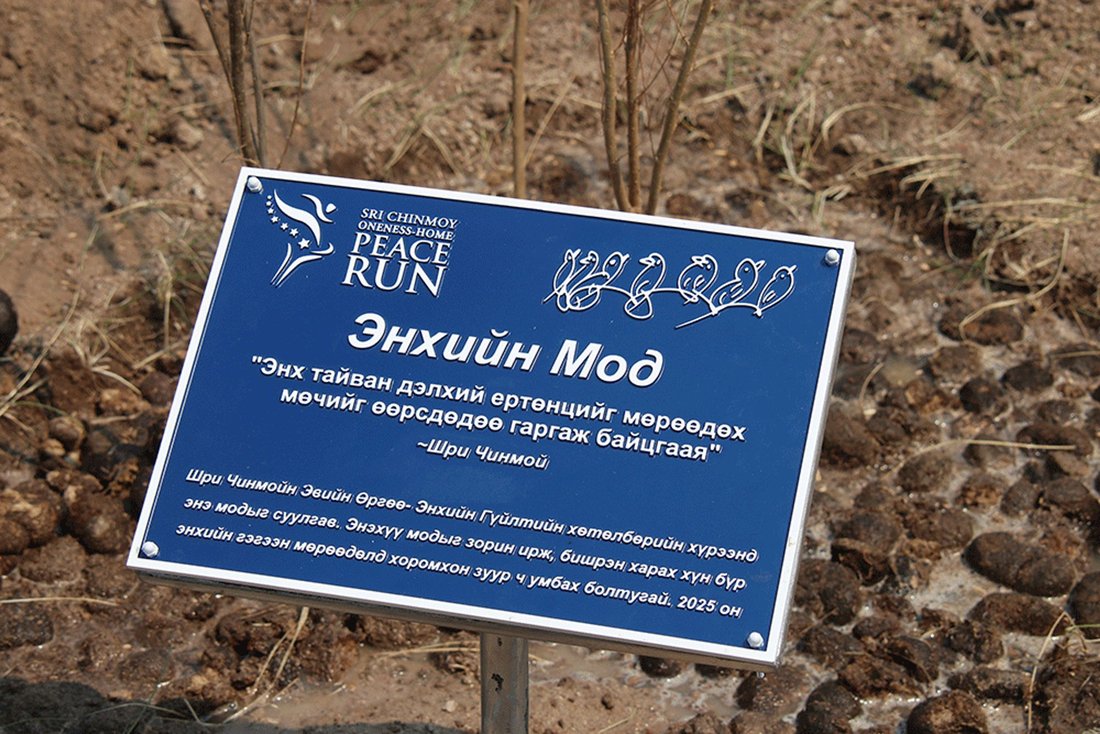 SRI CHINMOY
ONENESS-HOME
PEACE
RUN
Энхийн Мод
"Энх тайван дэлхий ертөнцийг мөрөөдөх
мөчийг өөрсдөдөө гаргаж байцгаая"
~Шри Чинмой
Шри Чинмойн Эвийн Өргөө- Энхийн Гүйлтийн хөтөлбөрийн хүрээнд
энэ модыг суулгав. Энэхүү модыг зорин ирж, бишрэн харах хүн бүр
энхийн гэгээн мөрөөдөлд хоромхон зуур ч умбах болтугай. 2025 он